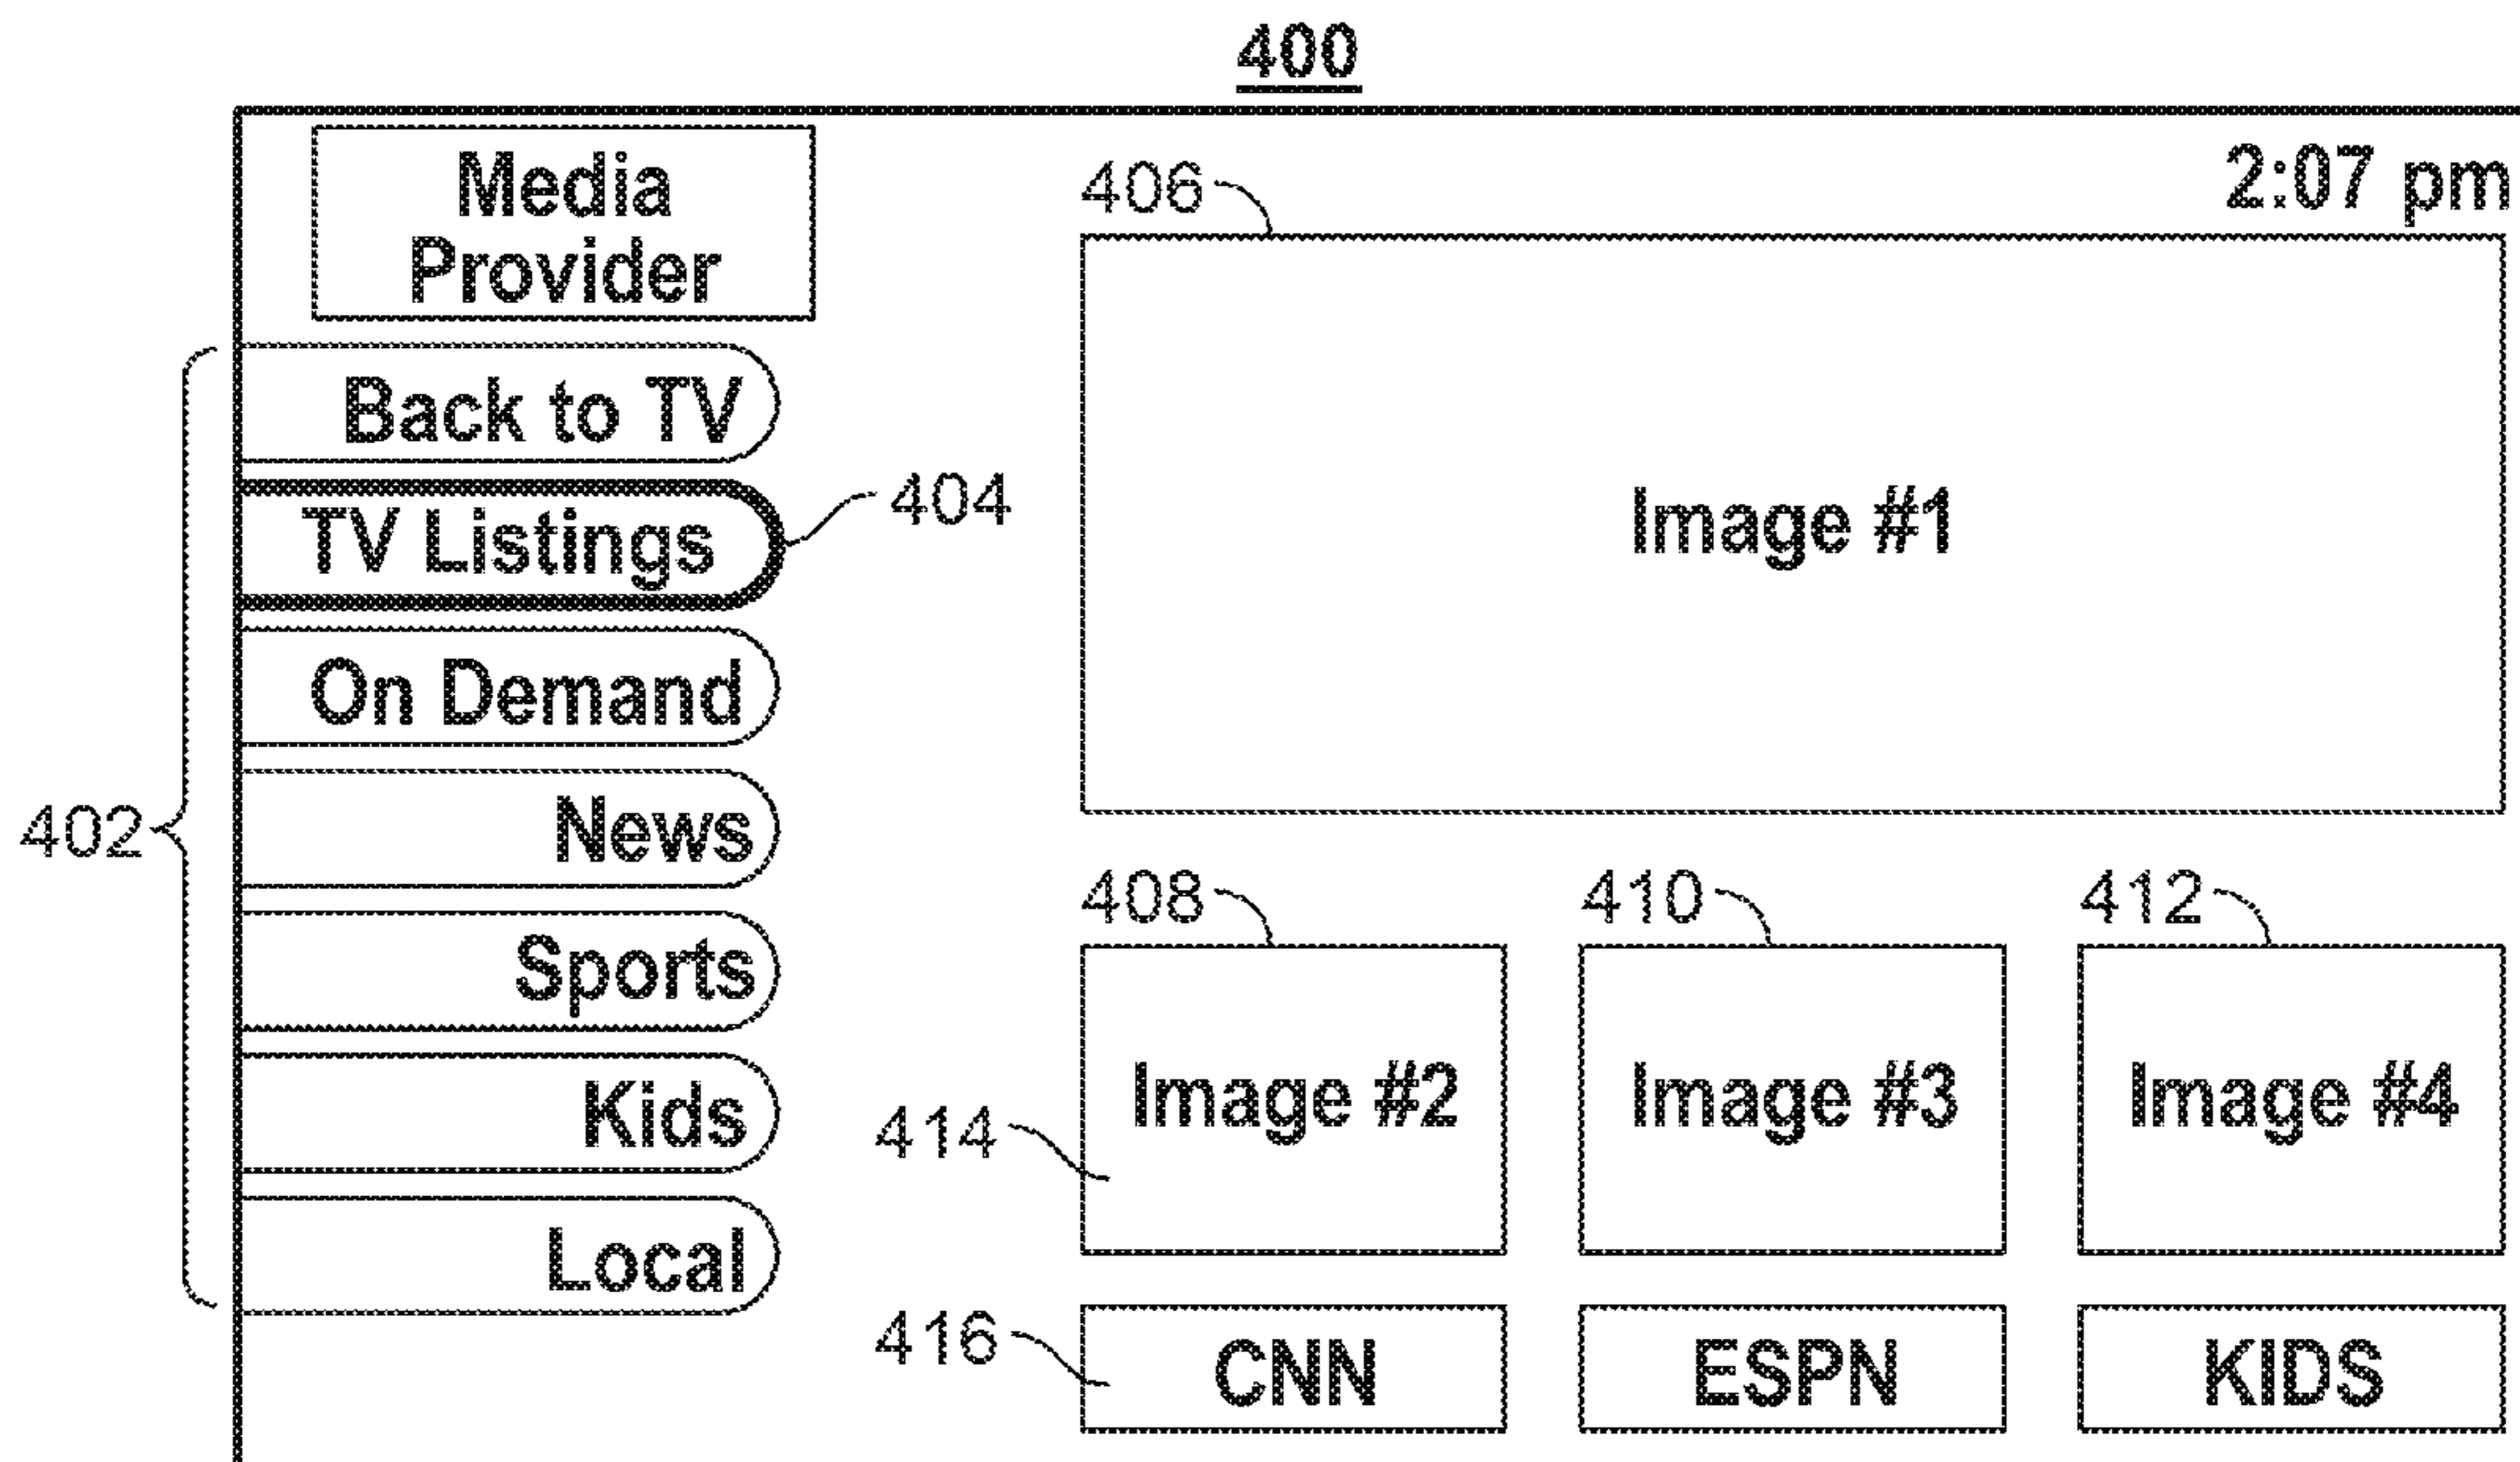 400
Media
Provider
2:07 pm
406
Back to TV
TV Listings
404
Image #1
On Demand
402
News
408
410
412
Sports
Kids
414
Image #2
Image #3
Image #4
Local
416
CNN
ESPN
KIDS